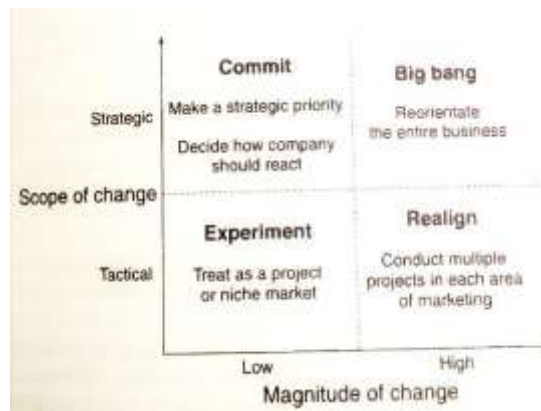 Commit
Make a strategic priority
Decide how company
should react
Big bang
Reorientate
the entire business
Strategic
Scope of change
Experiment
Treat as a project
or niche market
Realign
Conduct multiple
projects in each area
of marketing
Tactical
Low
High
Magnitude of change